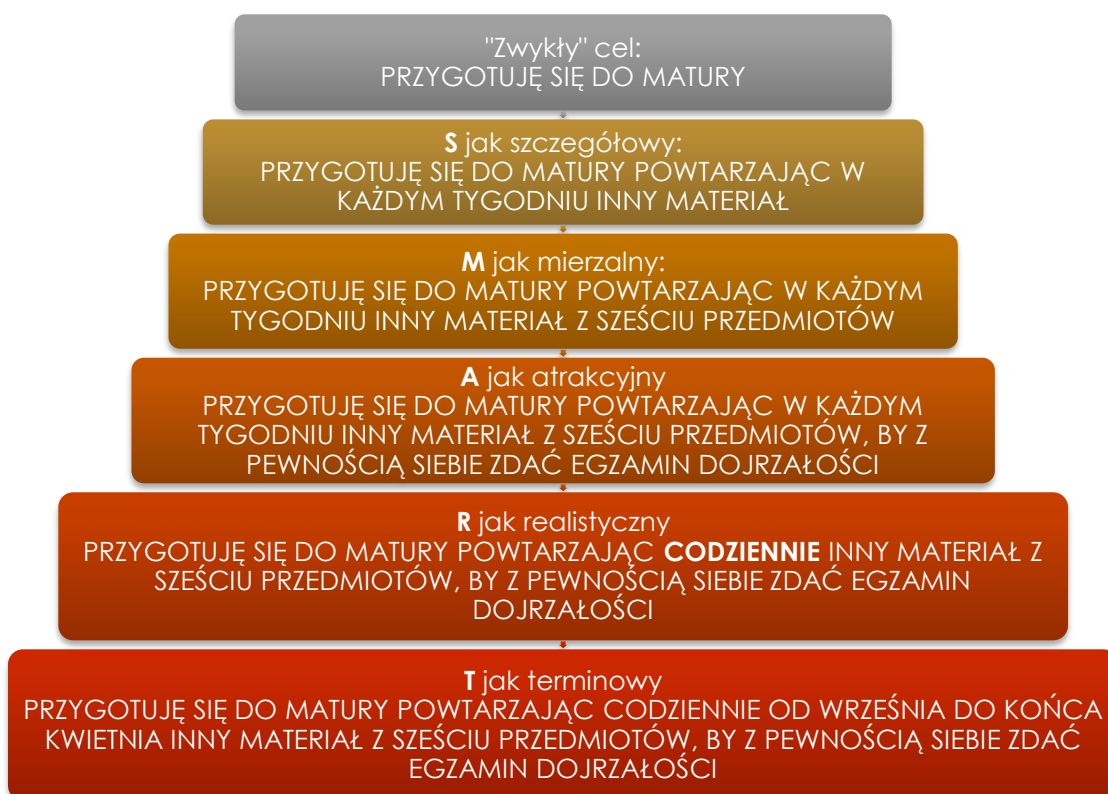 "Zwykły" cel:
PRZYGOTUJĘ SIĘ DO MATURY
S jak szczegółowy:
PRZYGOTUJĘ SIĘ DO MATURY POWTARZAJĄC W
KAŻDYM TYGODNIU INNY MATERIAŁ
M jak mierzalny:
PRZYGOTUJĘ SIĘ DO MATURY POWTARZAJĄC W KAŻDYM
TYGODNIU INNY MATERIAŁ Z SZEŚCIU PRZEDMIOTÓW
A jak atrakcyjny
PRZYGOTUJĘ SIĘ DO MATURY POWTARZAJĄC W KAŻDYM
TYGODNIU INNY MATERIAŁ Z SZEŚCIU PRZEDMIOTÓW, BY Z
PEWNOŚCIĄ SIEBIE ZDAĆ EGZAMIN DOJRZAŁOŚCI
R jak realistyczny
PRZYGOTUJĘ SIĘ DO MATURY POWTARZAJĄC CODZIENNIE INNY MATERIAŁ Z
SZEŚCIU PRZEDMIOTÓW, BY Z PEWNOŚCIĄ SIEBIE ZDAĆ EGZAMIN
DOJRZAŁOŚCI
T jak terminowy
PRZYGOTUJĘ SIĘ DO MATURY POWTARZAJĄC CODZIENNIE OD WRZEŚNIA DO KOŃCA
KWIETNIA INNY MATERIAŁ Z SZEŚCIU PRZEDMIOTÓW, BY Z PEWNOŚCIĄ SIEBIE ZDAĆ
EGZAMIN DOJRZAŁOŚCI